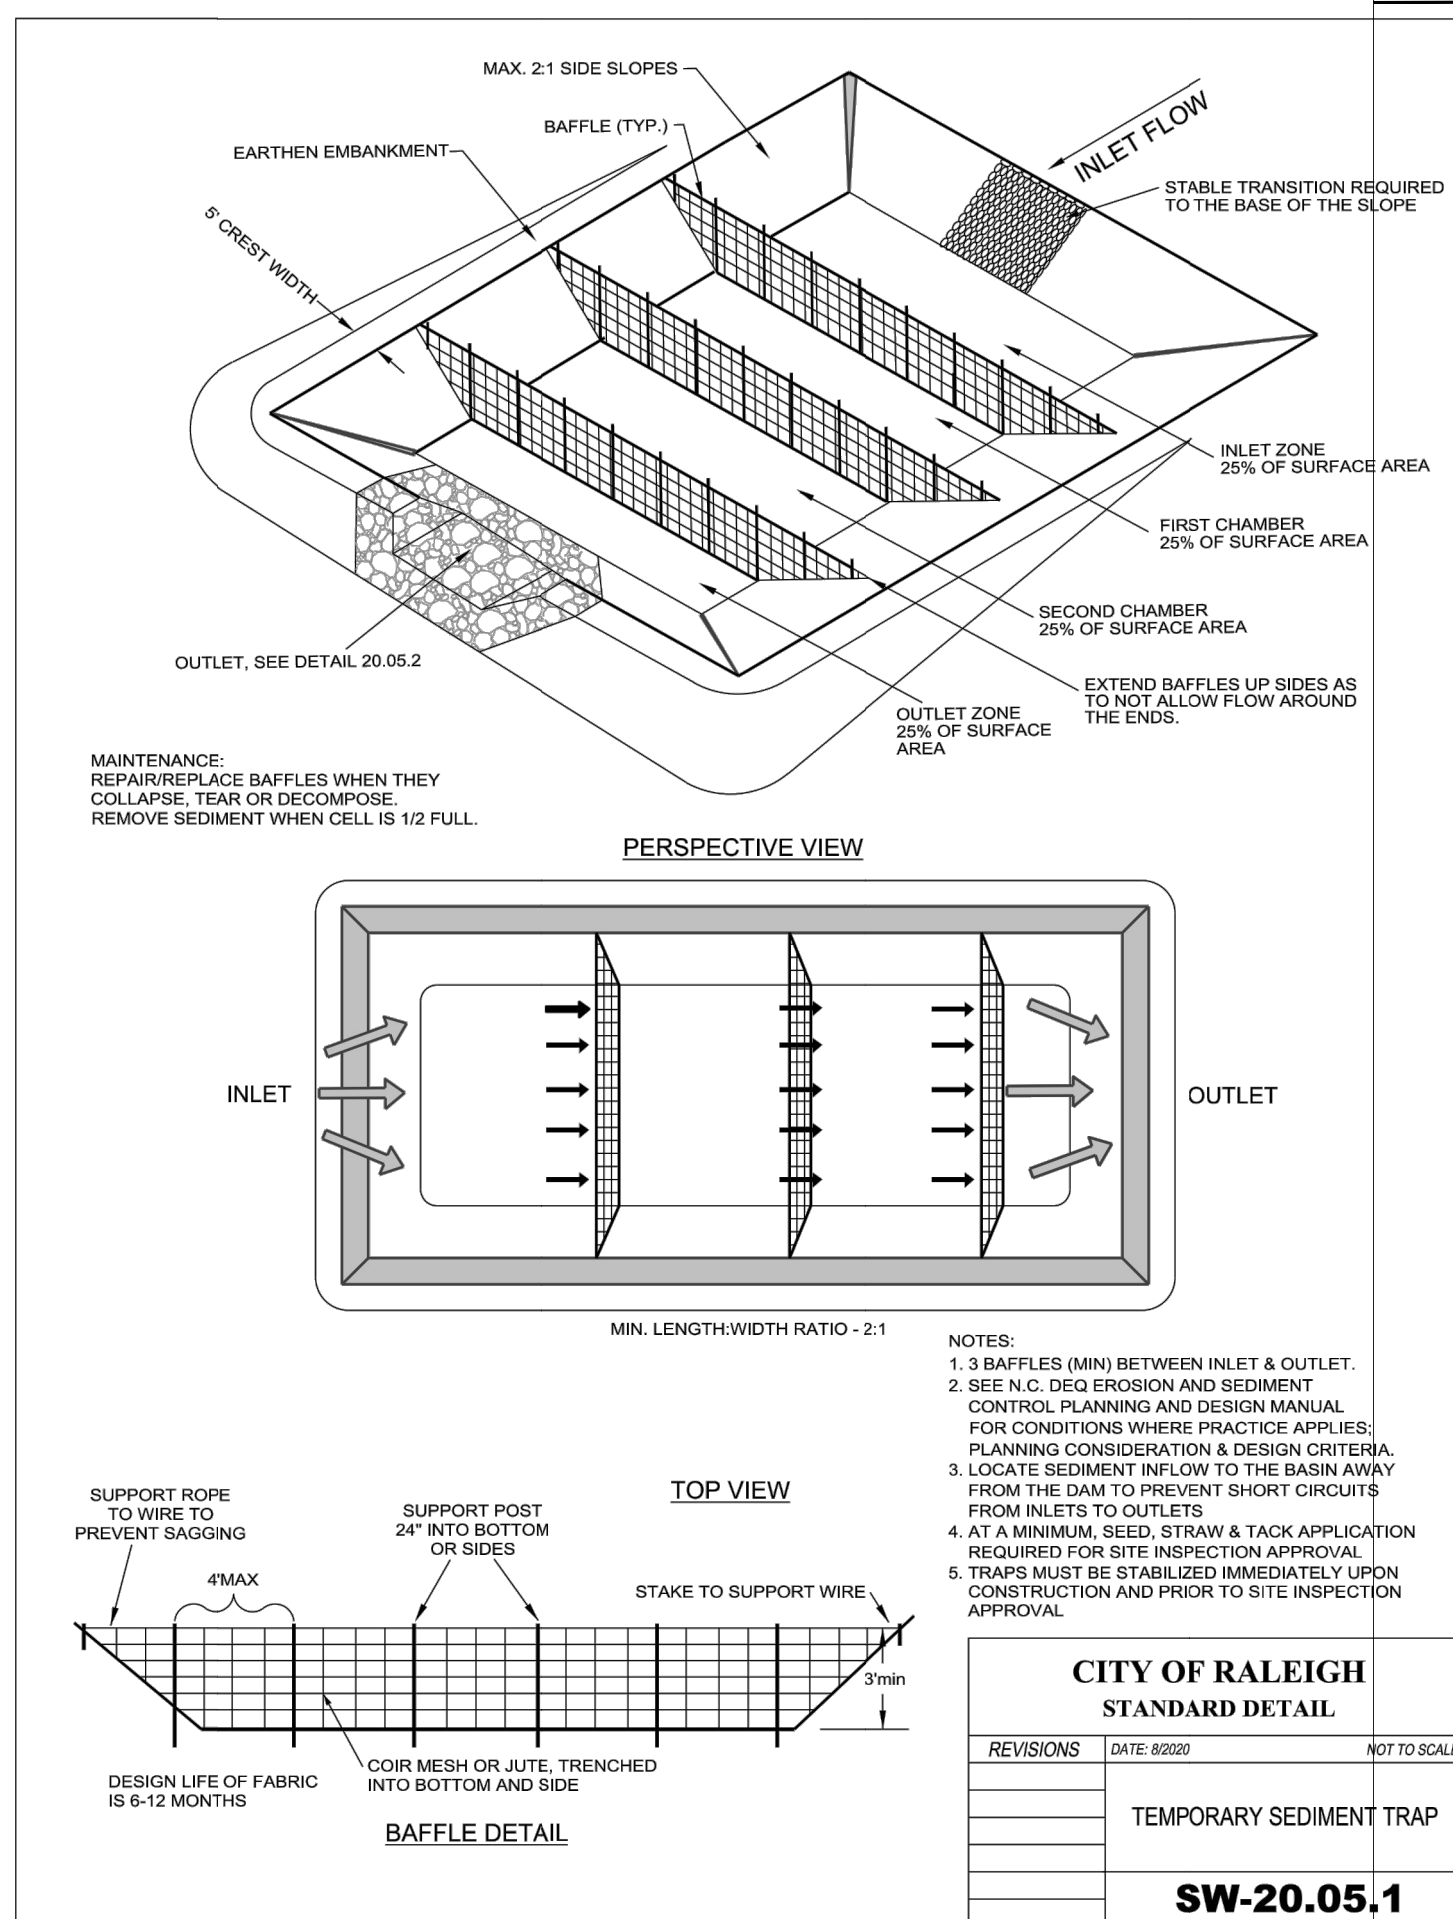 MAX. 2:1 SIDE SLOPES
BAFFLE (TYP.)
EARTHEN EMBANKMENT
5' CREST WIDTH
INLET FLOW
STABLE TRANSITION REQUIRED
TO THE BASE OF THE SLOPE
INLET ZONE
25% OF SURFACE AREA
FIRST CHAMBER
25% OF SURFACE AREA
SECOND CHAMBER
25% OF SURFACE AREA
EXTEND BAFFLES UP SIDES AS
TO NOT ALLOW FLOW AROUND
THE ENDS.
OUTLET ZONE
25% OF SURFACE
AREA
OUTLET, SEE DETAIL 20.05.2
MAINTENANCE:
REPAIR/REPLACE BAFFLES WHEN THEY
COLLAPSE, TEAR OR DECOMPOSE.
REMOVE SEDIMENT WHEN CELL IS 1/2 FULL.
PERSPECTIVE VIEW
INLET
OUTLET
MIN. LENGTH:WIDTH RATIO - 2:1
TOP VIEW
NOTES:
1. 3 BAFFLES (MIN) BETWEEN INLET & OUTLET.
2. SEE N.C. DEQ EROSION AND SEDIMENT
CONTROL PLANNING AND DESIGN MANUAL
FOR CONDITIONS WHERE PRACTICE APPLIES;
PLANNING CONSIDERATION & DESIGN CRITERIA.
3. LOCATE SEDIMENT INFLOW TO THE BASIN AWAY
FROM THE DAM TO PREVENT SHORT CIRCUITS
FROM INLETS TO OUTLETS
4. AT A MINIMUM, SEED, STRAW & TACK APPLICATION
REQUIRED FOR SITE INSPECTION APPROVAL
5. TRAPS MUST BE STABILIZED IMMEDIATELY UPON
CONSTRUCTION AND PRIOR TO SITE INSPECTION
APPROVAL
SUPPORT ROPE
TO WIRE TO
PREVENT SAGGING
4'MAX
SUPPORT POST
24" INTO BOTTOM
OR SIDES
STAKE TO SUPPORT WIRE
3'min
COIR MESH OR JUTE, TRENCHED
INTO BOTTOM AND SIDE
DESIGN LIFE OF FABRIC
IS 6-12 MONTHS
BAFFLE DETAIL
CITY OF RALEIGH
STANDARD DETAIL
REVISIONS
DATE: 8/2020
NOT TO SCALE
TEMPORARY SEDIMENT TRAP
SW-20.05.1